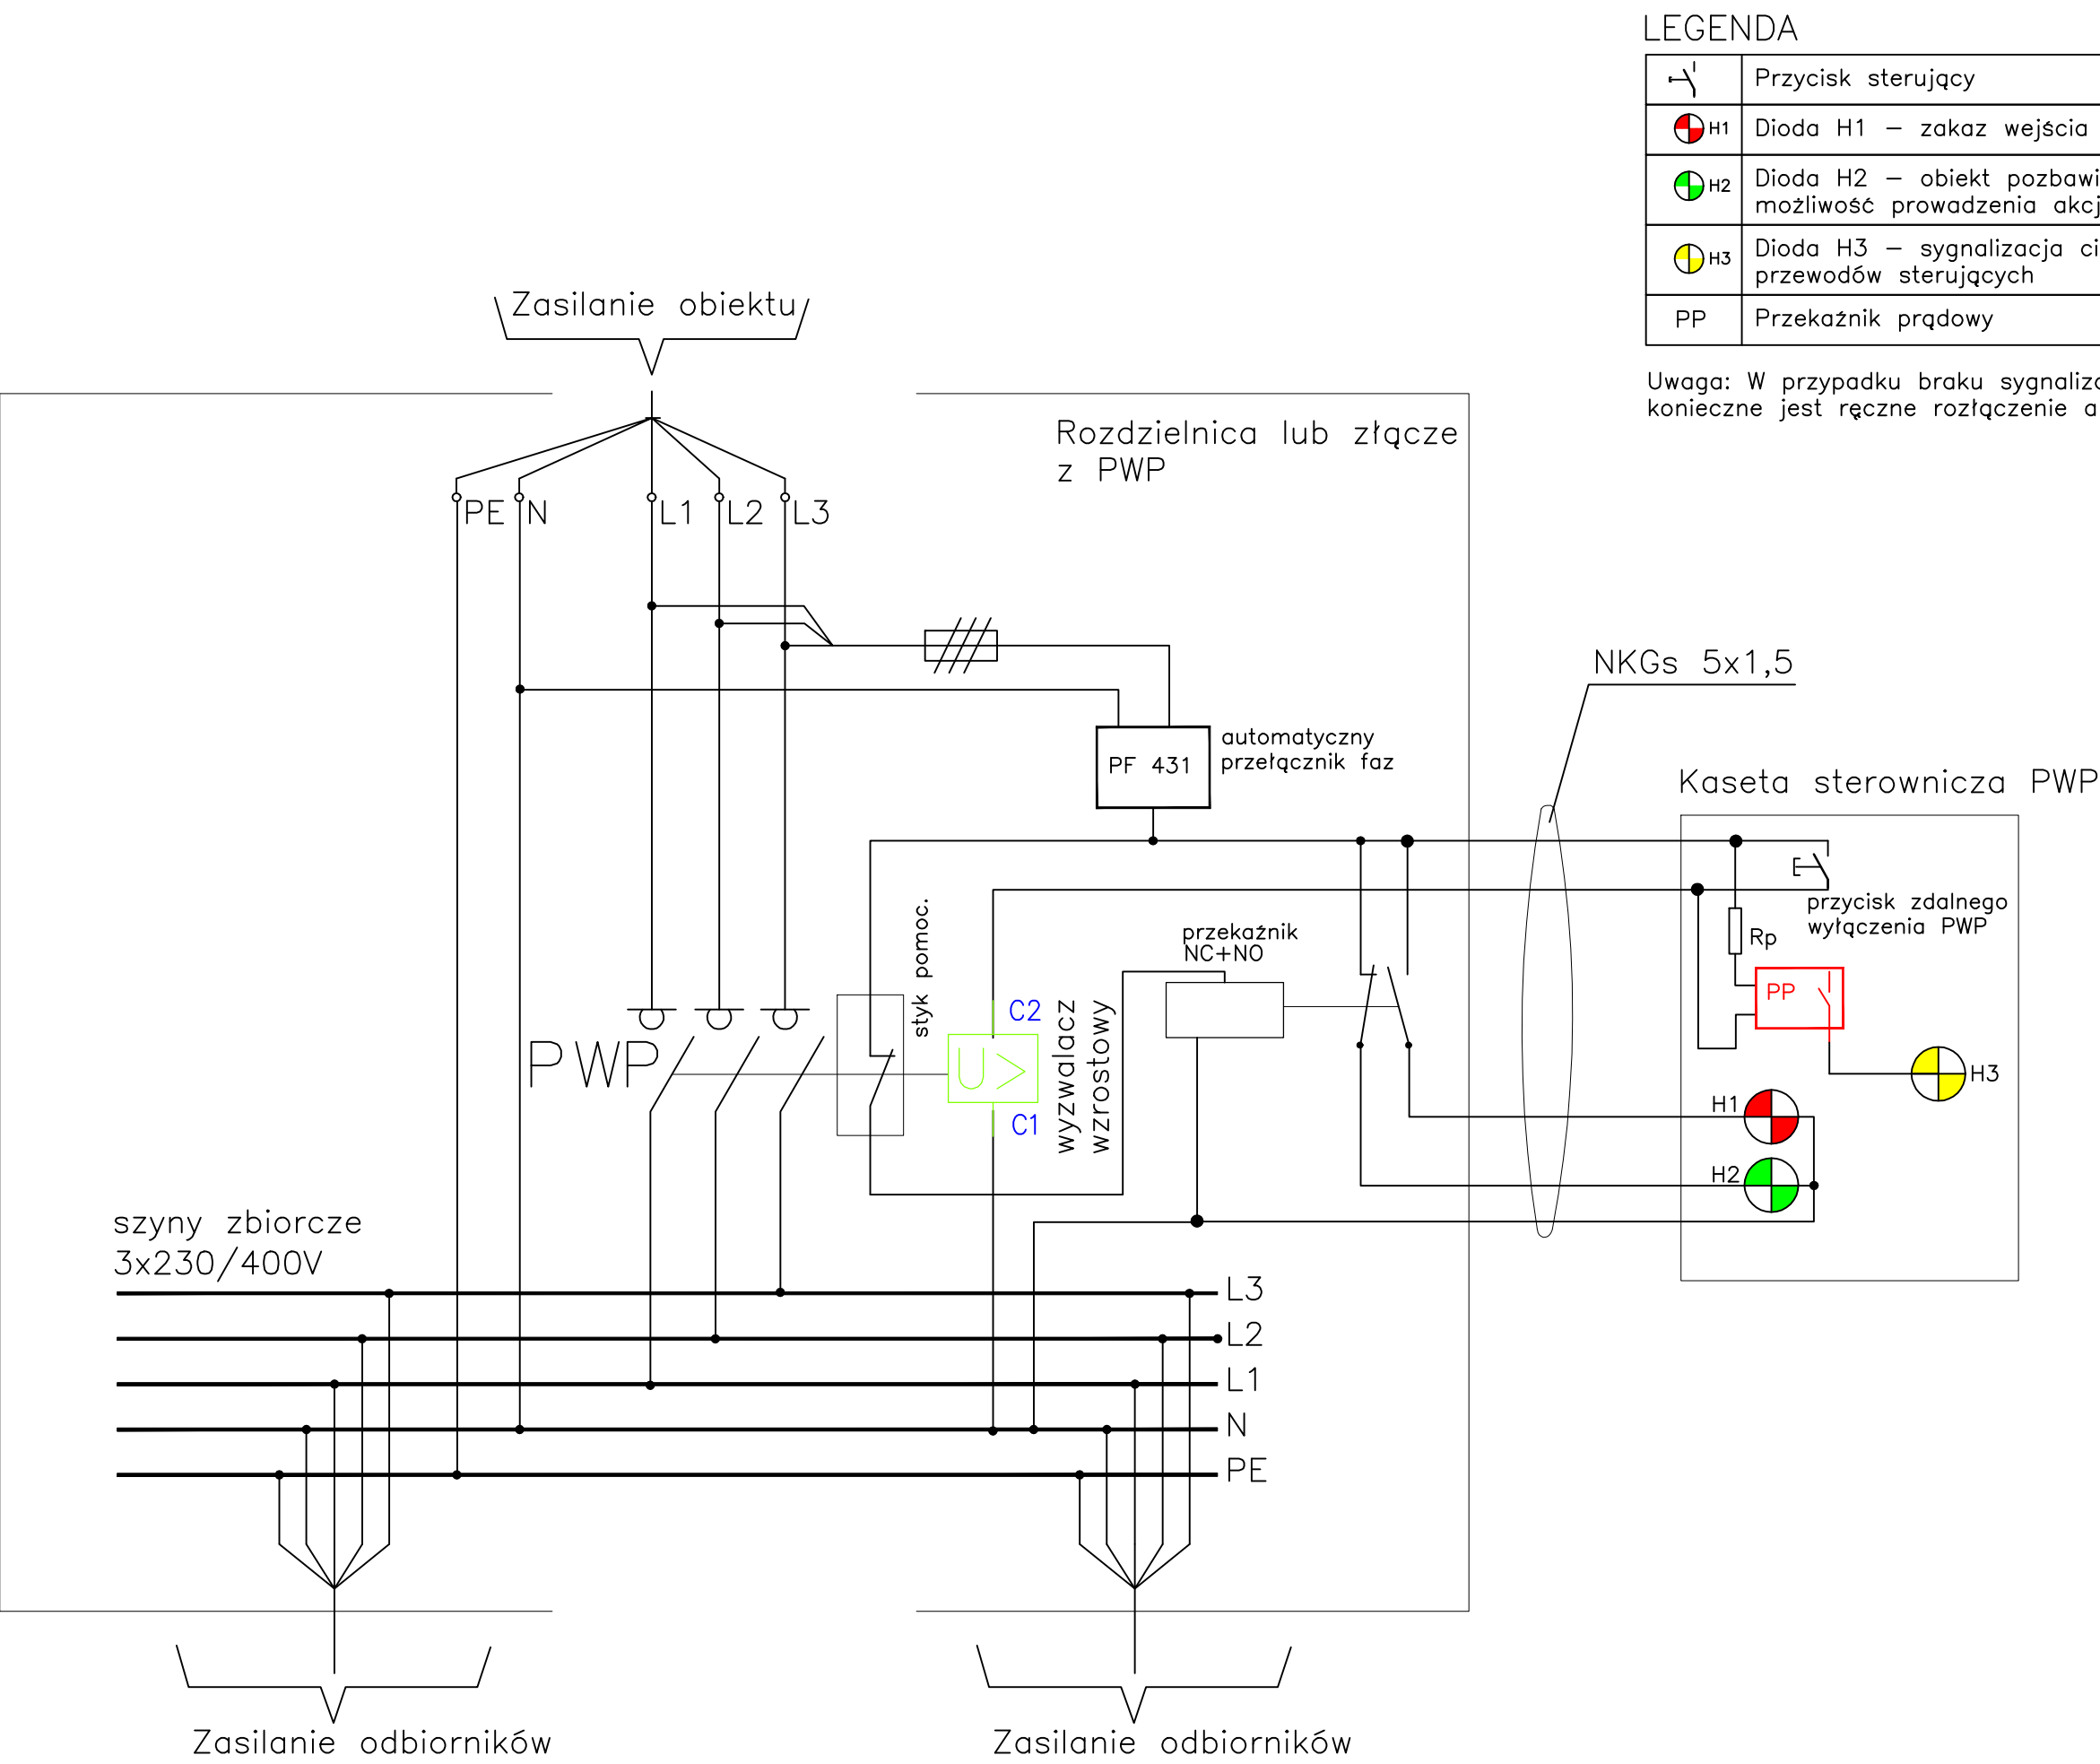 LEGENDA
Przycisk sterujący
H1 Dioda H1 – zakaz wejścia
H2 Dioda H2 – obiekt
możliwość prowadzenia
H3 Dioda H3 – sygnalizacja
przewodów sterujących
PP Przekaźnik prądowy
Uwaga: W przypadku braku
konieczne jest ręczne rozłączenie
Zasilanie obiektu
Rozdzielnica lub złącze
z PWP
PE N L1 L2 L3
NKGs 5x1,5
PF 431
automatyczny
przełącznik faz
Kaseta sterownicza PWP
przycisk zdalnego
wyłączenia PWP
Rp
PP
H3
H1
H2
przekaźnik
NC+NO
styk pomoc.
C2
U>
C1
wyzwalacz
wzrostowy
PWP
szyny zbiorcze
3x230/400V
L3
L2
L1
N
PE
Zasilanie odbiorników
Zasilanie odbiorników